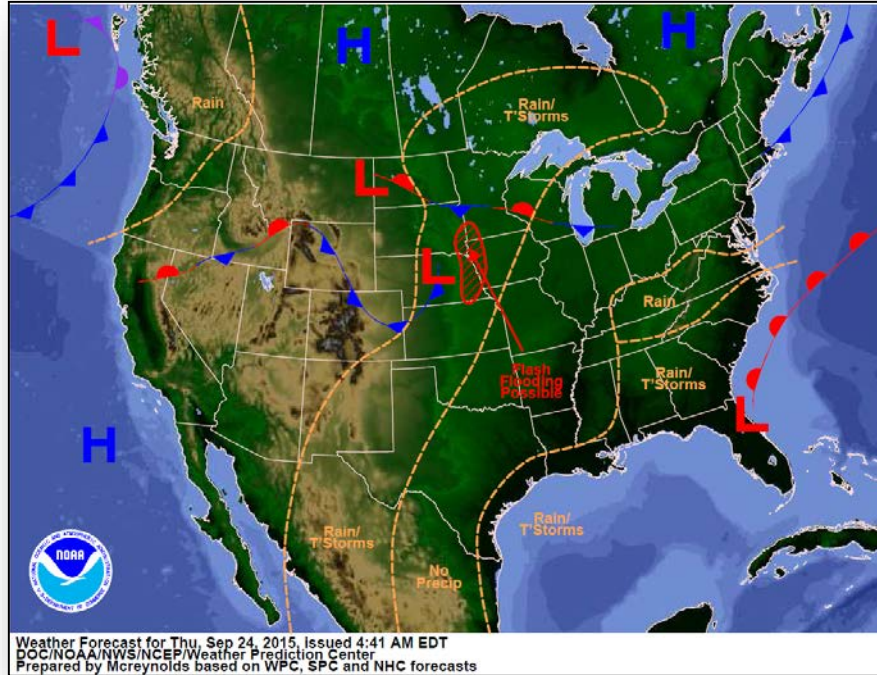 L
H
H
Rain
Rain/
T'Storms
L
L
Rain
Flash
Flooding
Possible
Rain/
T'Storms
L
H
Rain/
T'Storms
Rain/
T'Storms
No
Precip
NOAA
Weather Forecast for Thu, Sep 24, 2015, issued 4:41 AM EDT
DOC/NOAA/NWS/NCEP/Weather Prediction Center
Prepared by Mcreynolds based on WPC, SPC and NHC forecasts